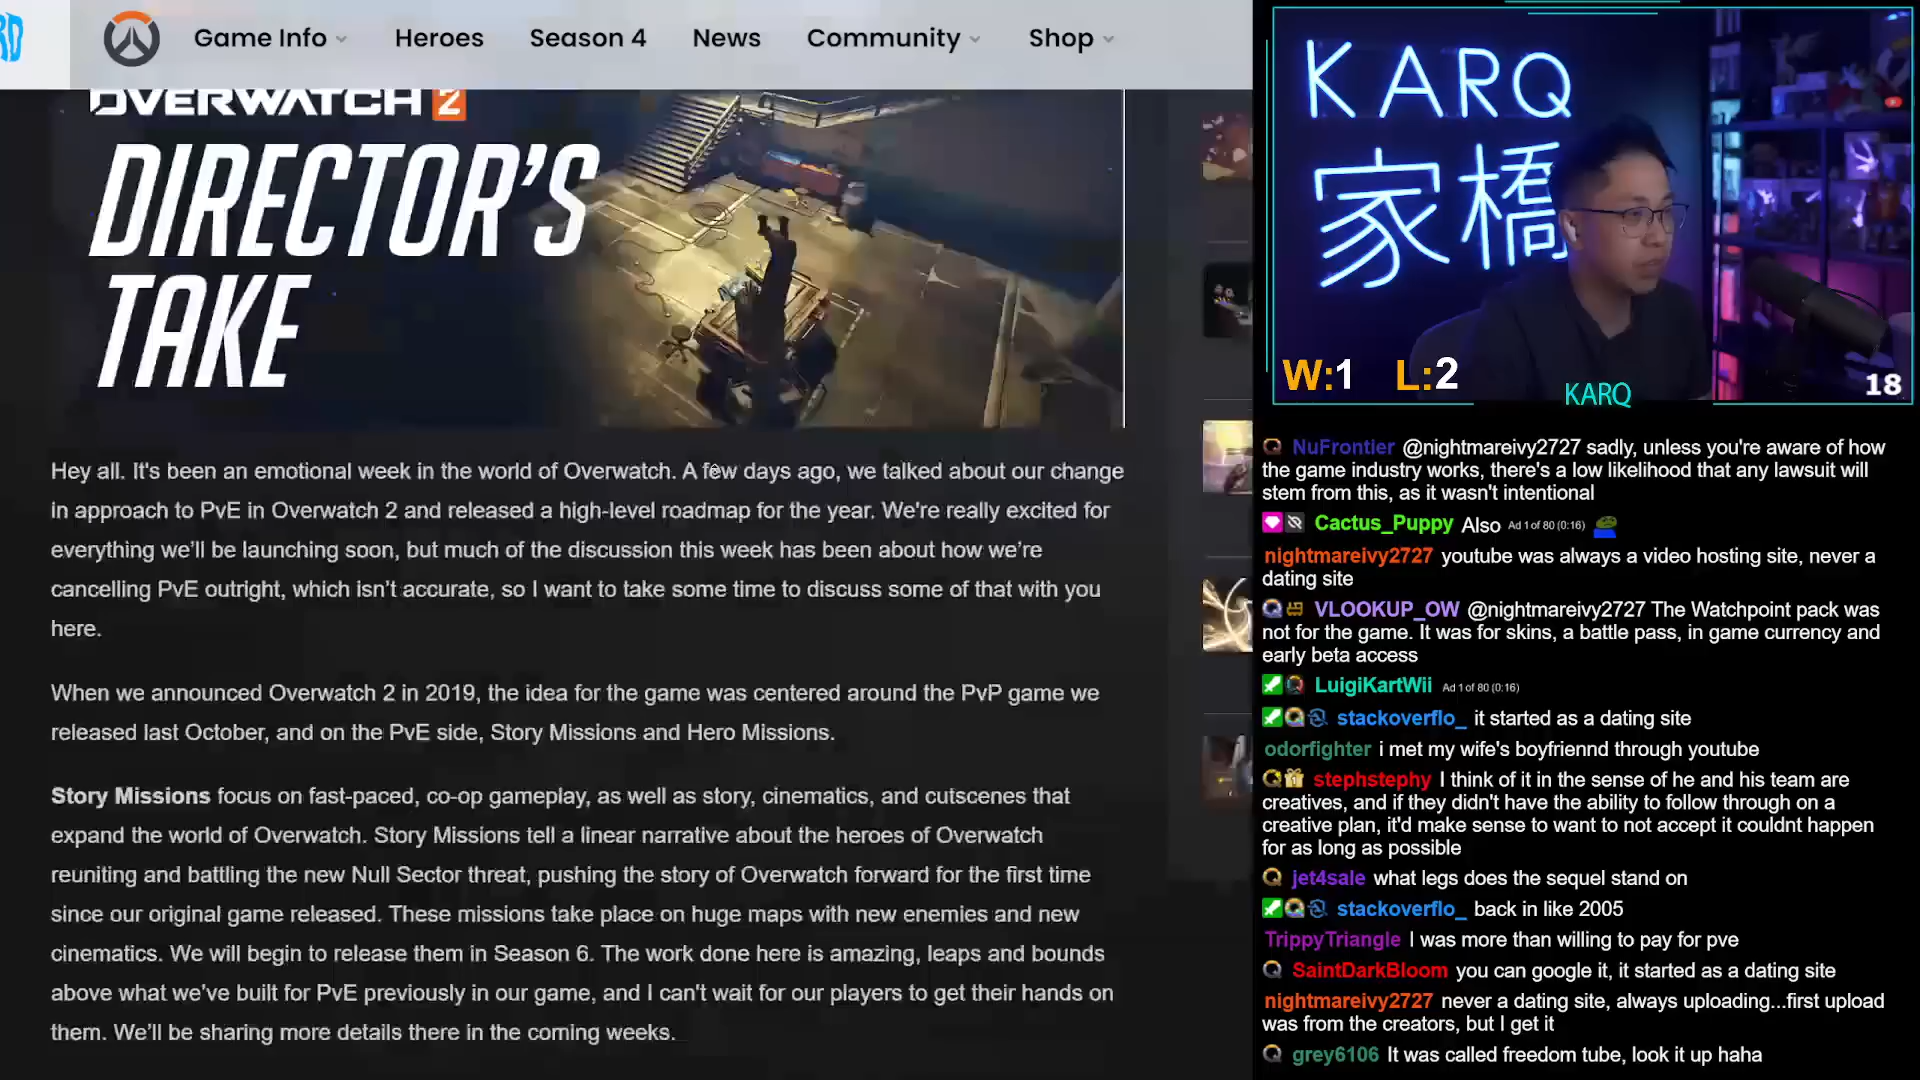 Game Info
Heroes
Season 4
News
Community
Shop
OVERWATCH 2
DIRECTOR'S
TAKE
Hey all. It's been an emotional week in the world of Overwatch. A few days ago, we talked about our change
in approach to PvE in Overwatch 2 and released a high-level roadmap for the year. We're really excited for
everything we'll be launching soon, but much of the discussion this week has been about how we're
cancelling PvE outright, which isn't accurate, so I want to take some time to discuss some of that with you
here.
When we announced Overwatch 2 in 2019, the idea for the game was centered around the PvP game we
released last October, and on the PvE side, Story Missions and Hero Missions.
Story Missions focus on fast-paced, co-op gameplay, as well as story, cinematics, and cutscenes that
expand the world of Overwatch. Story Missions tell a linear narrative about the heroes of Overwatch
reuniting and battling the new Null Sector threat, pushing the story of Overwatch forward for the first time
since our original game released. These missions take place on huge maps with new enemies and new
cinematics. We will begin to release them in Season 6. The work done here is amazing, leaps and bounds
above what we've built for PvE previously in our game, and I can't wait for our players to get their hands on
them. We'll be sharing more details there in the coming weeks.
KARQ
家橋
W:1 L:2
KARQ
18
NuFrontier @nightmareivy2727 sadly, unless you're aware of how
the game industry works, there's a low likelihood that any lawsuit will
stem from this, as it wasn't intentional
Cactus_Puppy Also Ad 1 of 80 (0:16)
nightmareivy2727 youtube was always a video hosting site, never a
dating site
VLOOKUP_OW @nightmareivy2727 The Watchpoint pack was
not for the game. It was for skins, a battle pass, in game currency and
early beta access
LuigiKartWii Ad 1 of 80 (0:16)
stackoverflo_ it started as a dating site
odorfighter i met my wife's boyfriennd through youtube
stephstephy I think of it in the sense of he and his team are
creatives, and if they didn't have the ability to follow through on a
creative plan, it'd make sense to want to not accept it couldnt happen
for as long as possible
jet4sale what legs does the sequel stand on
stackoverflo_ back in like 2005
TrippyTriangle I was more than willing to pay for pve
SaintDarkBloom you can google it, it started as a dating site
nightmareivy2727 never a dating site, always uploading...first upload
was from the creators, but I get it
grey6106 It was called freedom tube, look it up haha